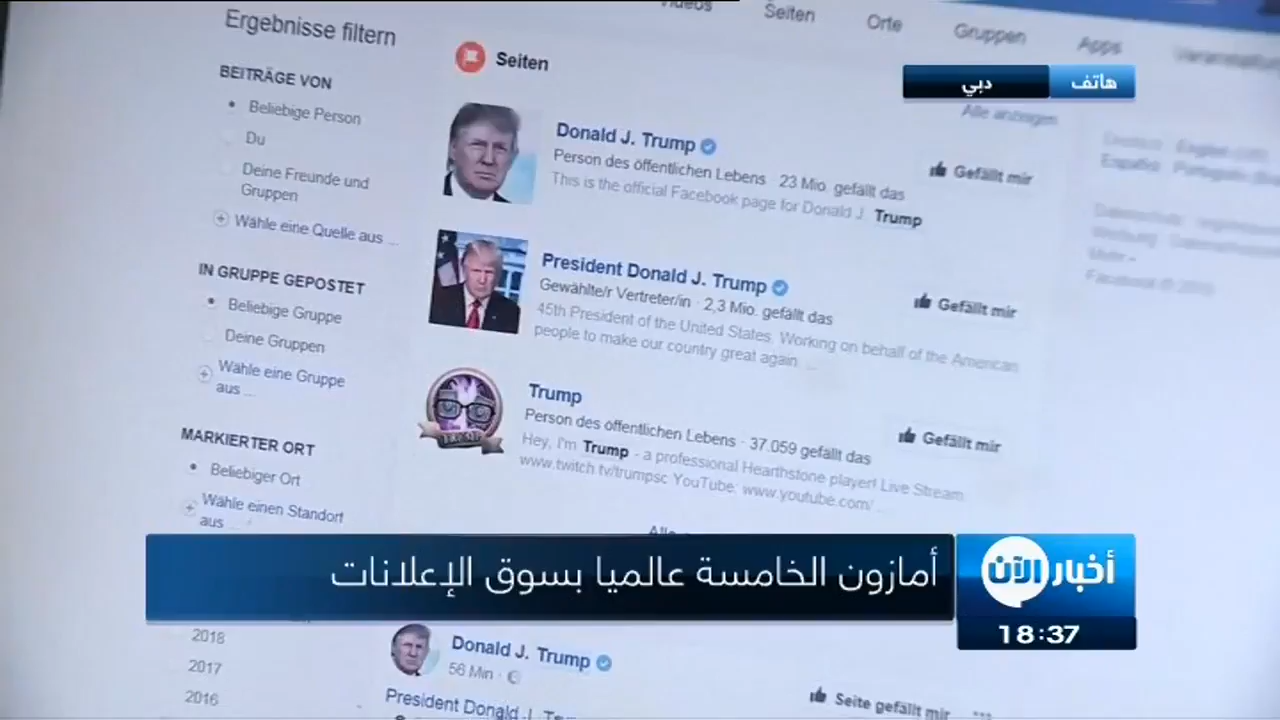 Ergebnisse filtern
Videos Seiten Orte Gruppen Apps
BEITRÄGE VON
Beliebige Person
Du
Deine Freunde und
Gruppen
Wähle eine Quelle aus ...
IN GRUPPE GEPOSTET
Beliebige Gruppe
Deine Gruppen
Wähle eine Gruppe
aus ...
MARKIERTER ORT
Beliebiger Ort
Wähle einen Standort
aus ...
2018
2017
2016
Seiten
Alle anzeigen
Donald J. Trump
Person des öffentlichen Lebens · 23 Mio. gefällt das
This is the official Facebook page for Donald J. Trump
Gefällt mir
President Donald J. Trump
Gewählte/r Vertreter/in · 2,3 Mio. gefällt das
45th President of the United States. Working on behalf of the American
people to make our country great again. ...
Gefällt mir
Trump
Person des öffentlichen Lebens · 37.059 gefällt das
Hey, I'm Trump - a professional Hearthstone player! Live Stream
www.twitch.tv/trumpsc YouTube: www.youtube.com/ ...
Gefällt mir
Donald J. Trump
56 Min ·
President Donald J.
Seite gefällt mir ...
هاتف دبي
أمازون الخامسة عالميا بسوق الإعلانات
أخبار الآن
18:37